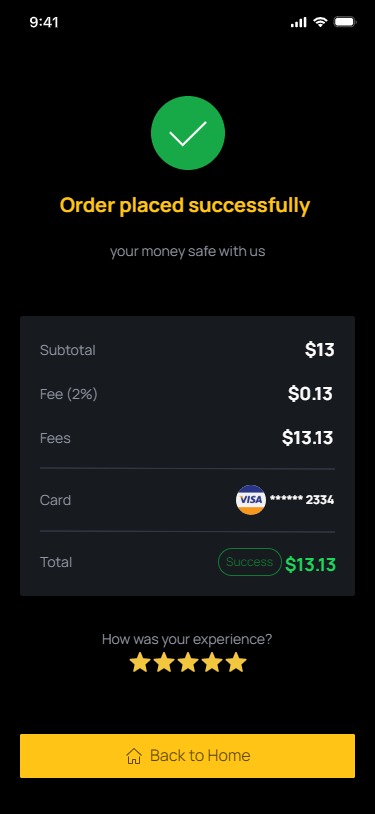 9:41
Order placed successfully
your money safe with us
Subtotal $13
Fee (2%) $0.13
Fees $13.13
Card VISA ****** 2334
Total Success $13.13
How was your experience?
Back to Home